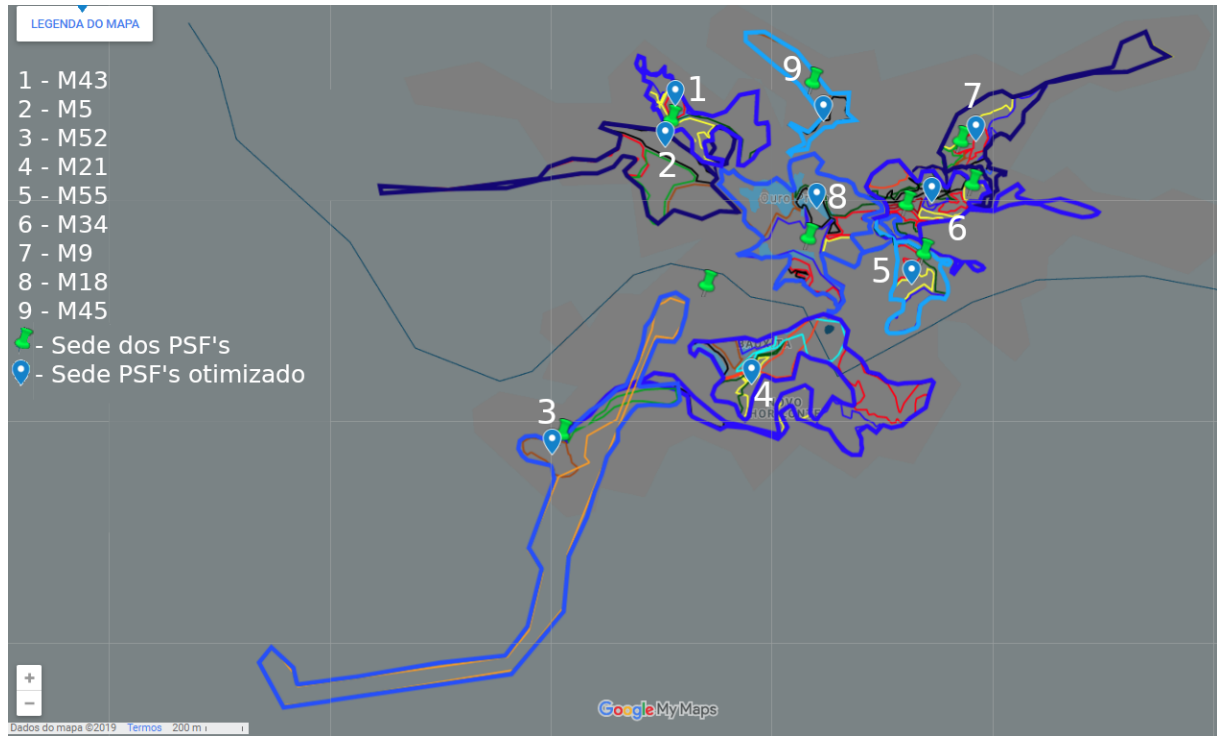 LEGENDA DO MAPA
1 - M43
2 - M5
3 - M52
4 - M21
5 - M55
6 - M34
7 - M9
8 - M18
9 - M45
- Sede dos PSF's
- Sede PSF's otimizado
9
1
7
2
8
6
5
4
HORIZONTE
3
+
−
Google My Maps
Dados do mapa ©2019 Termos 200 m